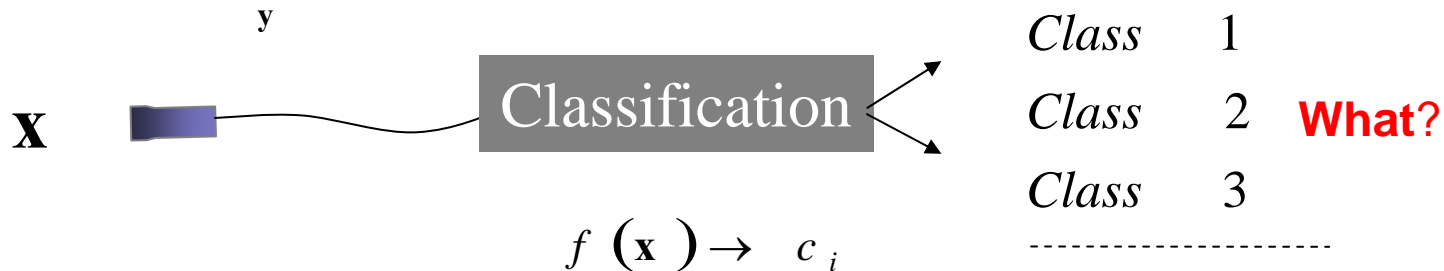 y
x
Classification
Class 1
Class 2
Class 3
What?
f (x) → c i